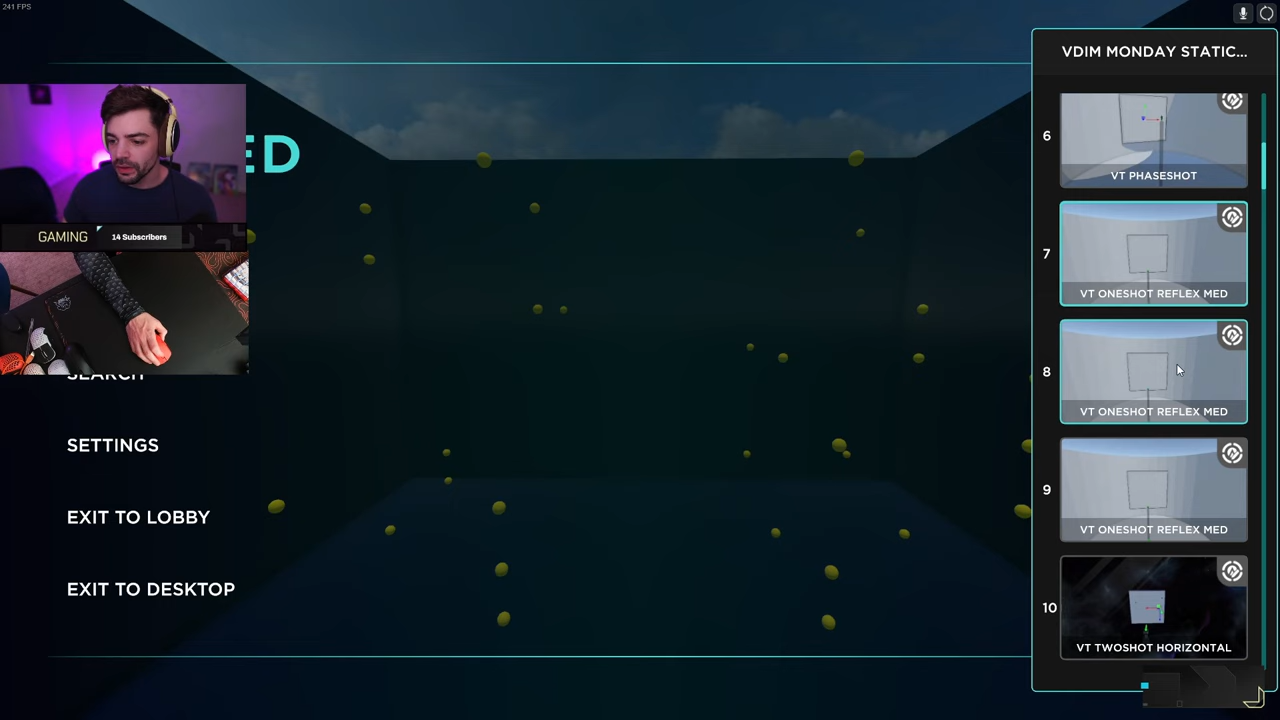 241 FPS
VDIM MONDAY STATIC...
ED
6
VT PHASESHOT
GAMING
14 Subscribers
7
VT ONESHOT REFLEX MED
8
VT ONESHOT REFLEX MED
SEARCH
SETTINGS
9
VT ONESHOT REFLEX MED
EXIT TO LOBBY
EXIT TO DESKTOP
10
VT TWOSHOT HORIZONTAL